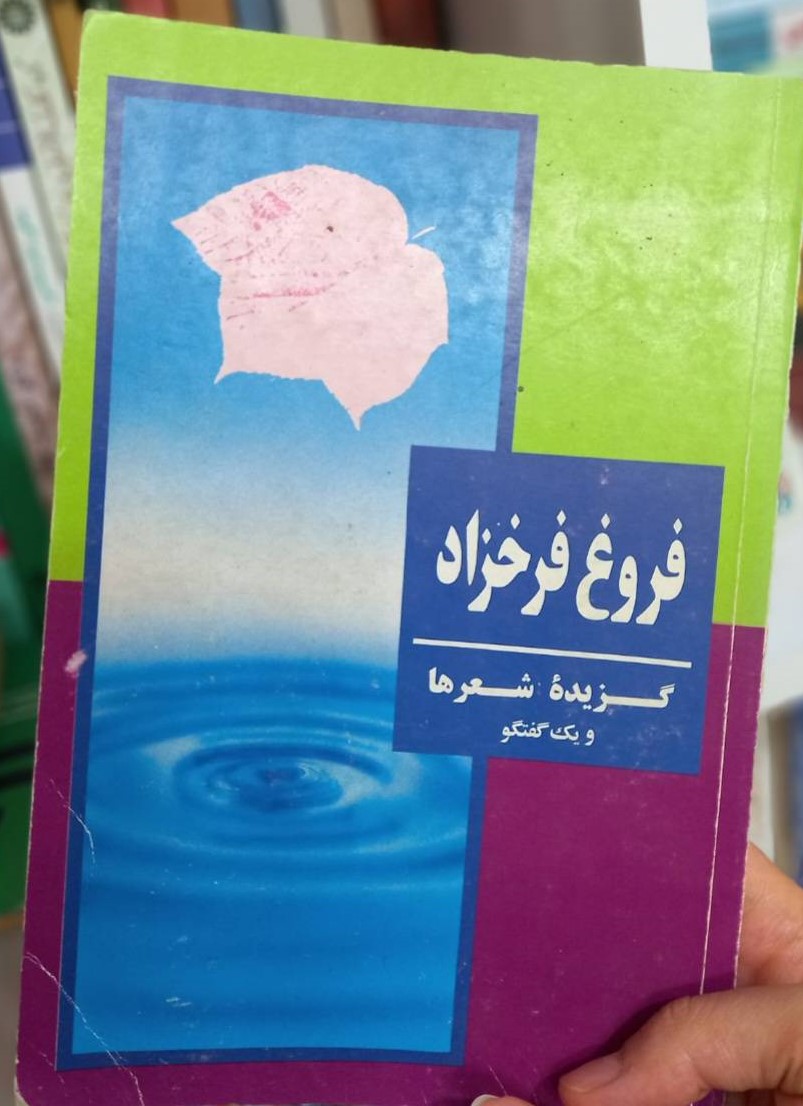 فروغ فرخزاد
گزیدهٔ شعرها
و یک گفتگو